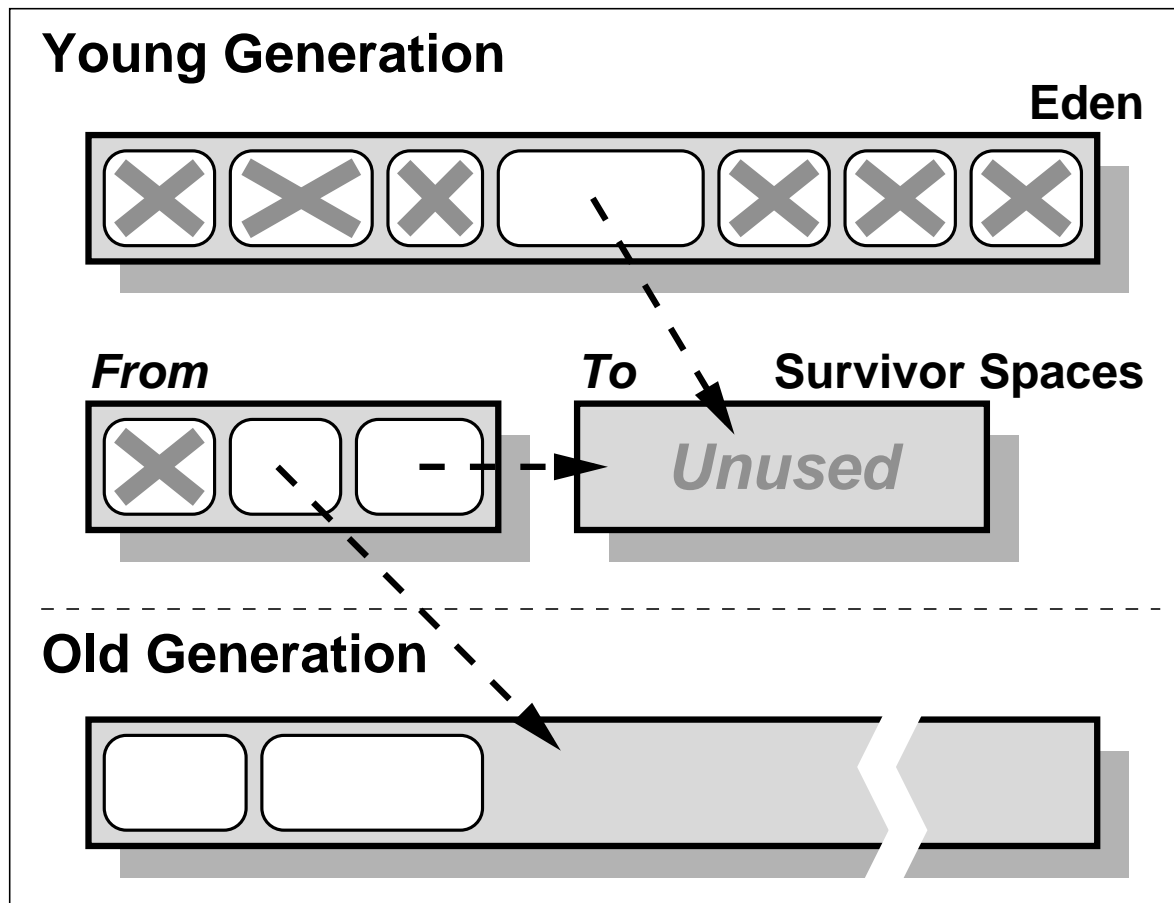 Young Generation
Eden
From
To
Survivor Spaces
Unused
Old Generation